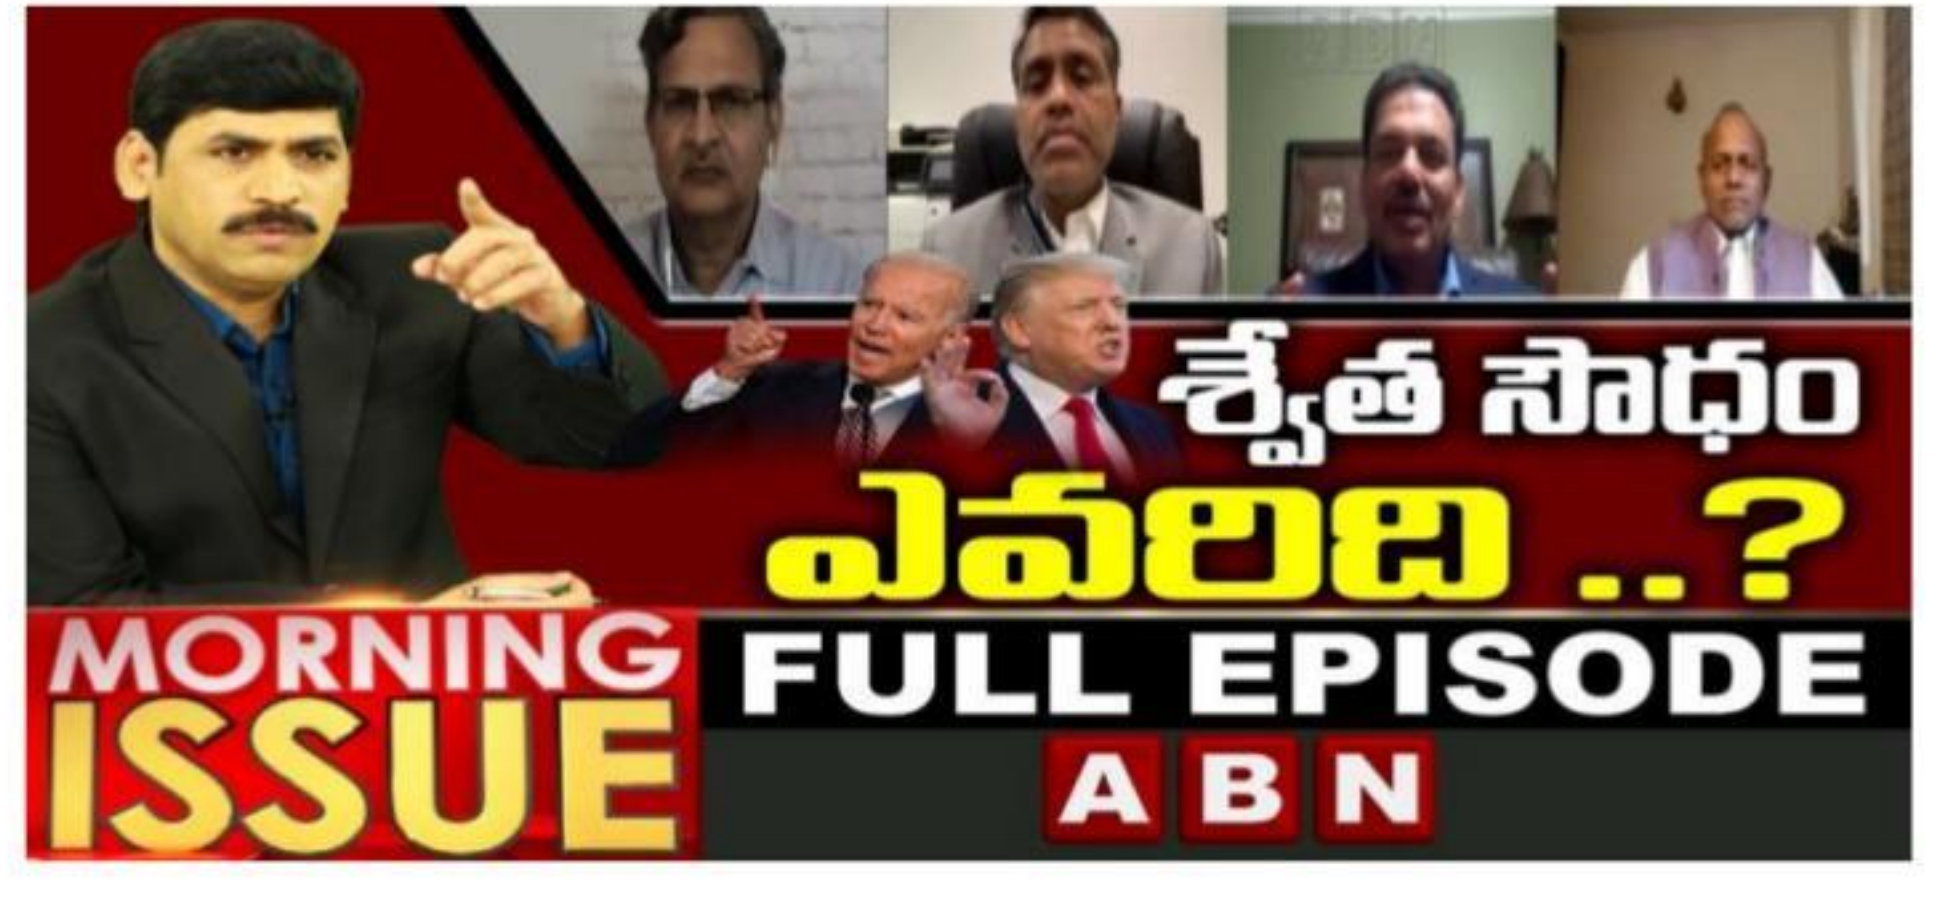 శ్వేత సౌధం
ఎవరిది ..?
MORNING
ISSUE
FULL EPISODE
ABN